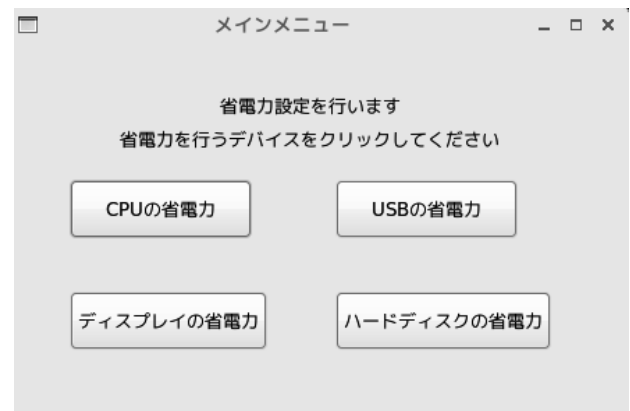 メインメニュー
省電力設定を行います
省電力を行うデバイスをクリックしてください
CPUの省電力
USBの省電力
ディスプレイの省電力
ハードディスクの省電力